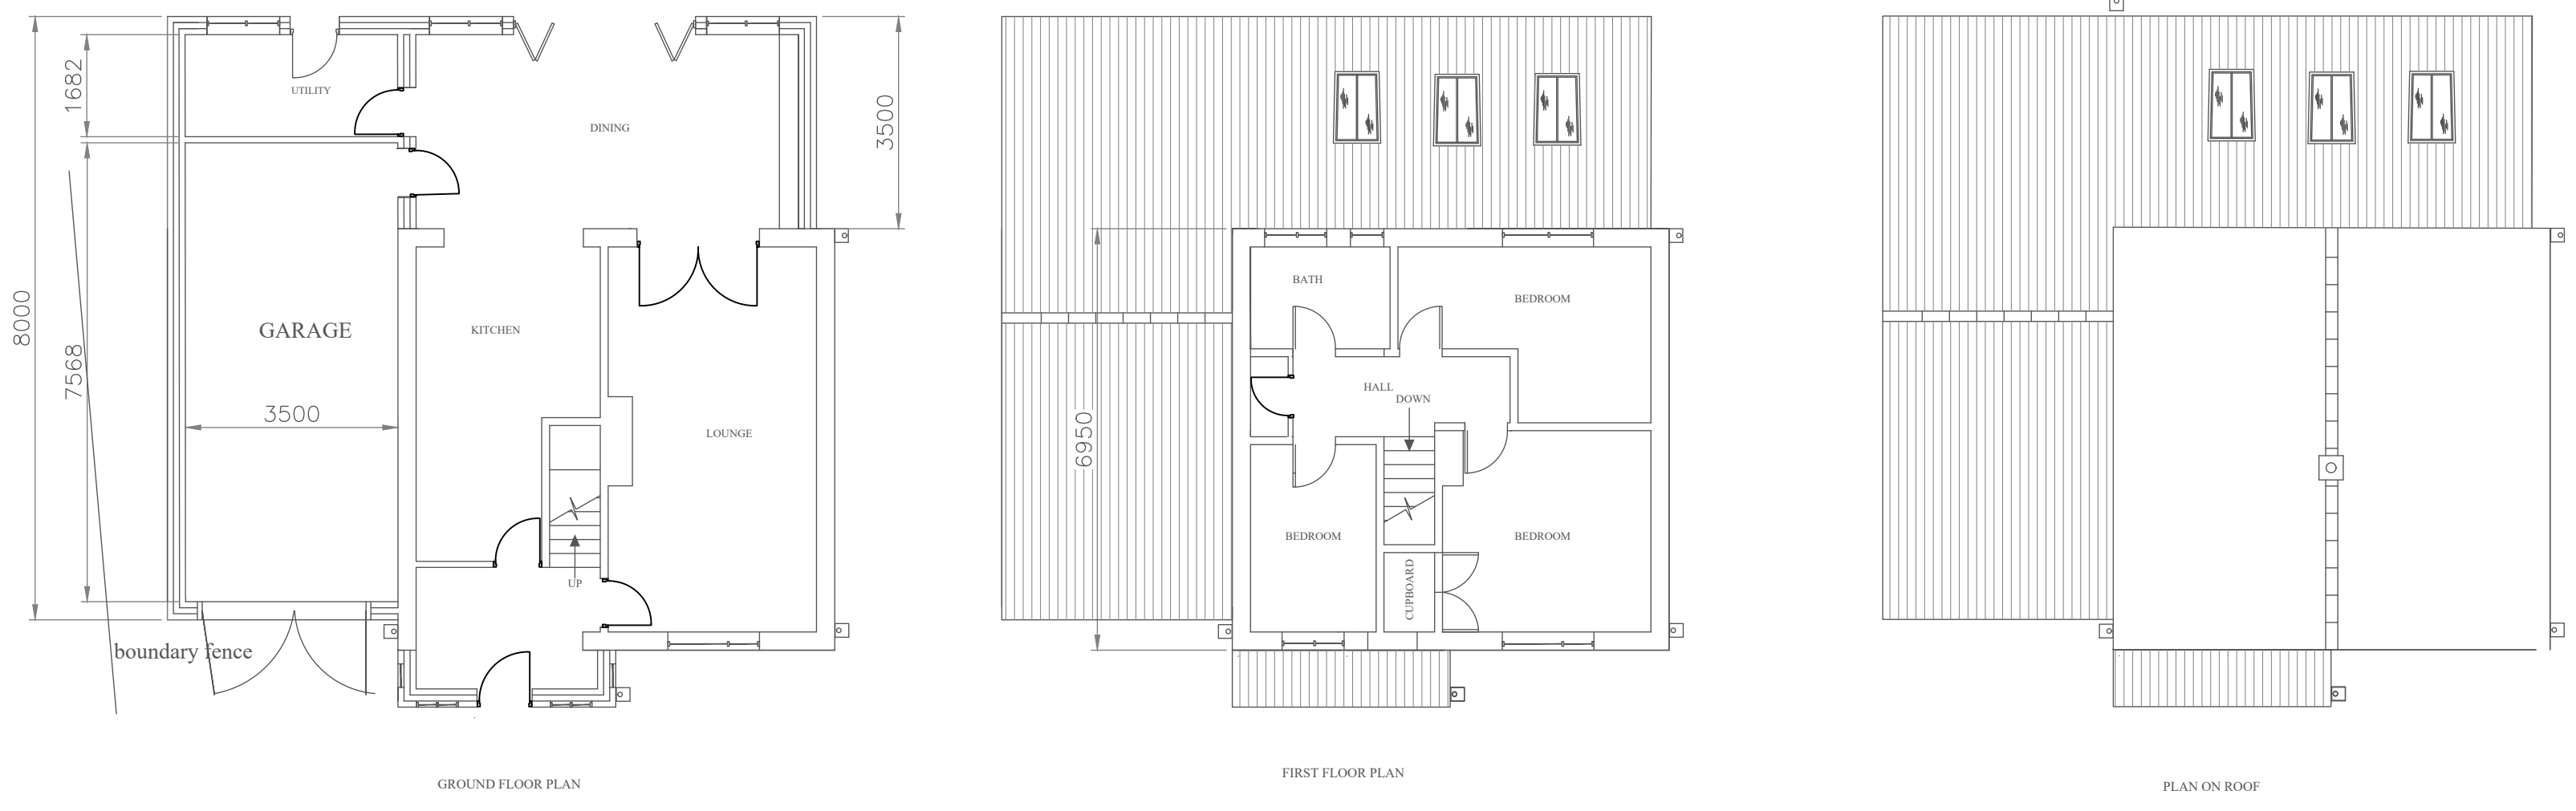 1682
UTILITY
DINING
3500
8000
7568
GARAGE
3500
KITCHEN
LOUNGE
UP
boundary fence
GROUND FLOOR PLAN
BATH
BEDROOM
HALL
DOWN
6950
BEDROOM
BEDROOM
CUPBOARD
FIRST FLOOR PLAN
PLAN ON ROOF